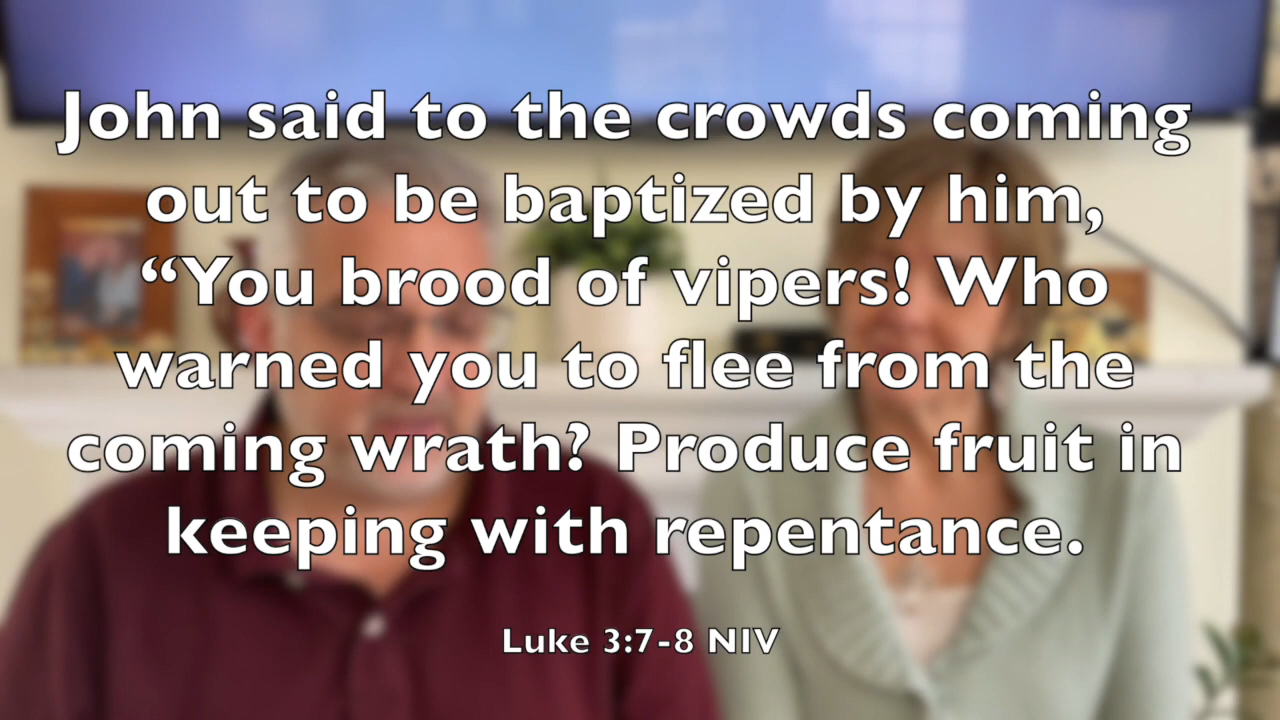 John said to the crowds coming
out to be baptized by him,
“You brood of vipers! Who
warned you to flee from the
coming wrath? Produce fruit in
keeping with repentance.
Luke 3:7-8 NIV